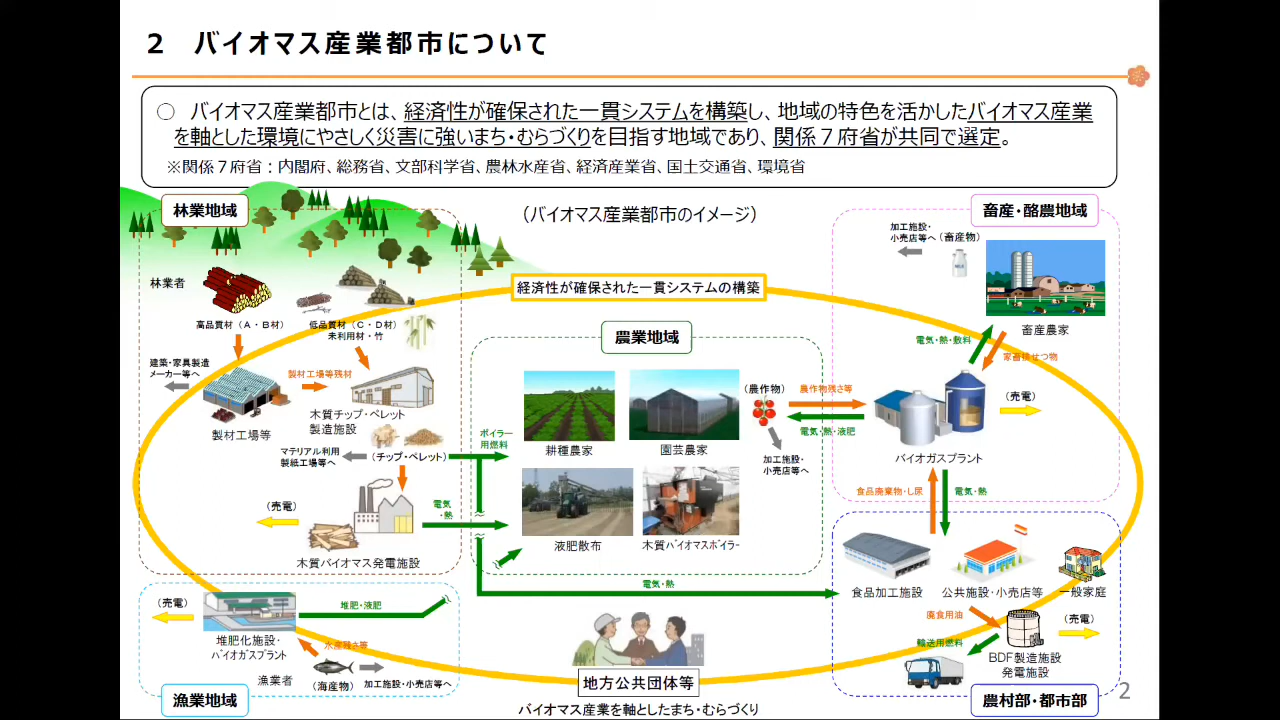 2 バイオマス産業都市について
○ バイオマス産業都市とは、経済性が確保された一貫システムを構築し、地域の特色を活かしたバイオマス産業
を軸とした環境にやさしく災害に強いまち・むらづくりを目指す地域であり、関係７府省が共同で選定。
※関係７府省：内閣府、総務省、文部科学省、農林水産省、経済産業省、国土交通省、環境省
林業地域
（バイオマス産業都市のイメージ）
畜産・酪農地域
加工施設・
小売店等へ
（畜産物）
林業者
経済性が確保された一貫システムの構築
高品質材（Ａ・Ｂ材）
低品質材（Ｃ・Ｄ材）
未利用材・竹
農業地域
畜産農家
電気・熱・敷料
家畜排せつ物
建築・家具製造
メーカー等へ
製材工場等残材
製材工場等
木質チップ・ペレット
製造施設
（農作物）
農作物残さ等
電気・熱・液肥
（売電）
ボイラー
用燃料
耕種農家
園芸農家
加工施設・
小売店等へ
バイオガスプラント
マテリアル利用
製紙工場等へ
（チップ・ペレット）
食品廃棄物・し尿
電気・熱
（売電）
電気
・熱
液肥散布
木質バイオマスボイラー
木質バイオマス発電施設
電気・熱
食品加工施設
公共施設・小売店等
一般家庭
（売電）
堆肥・液肥
廃食用油
（売電）
堆肥化施設・
バイオガスプラント
水産残さ等
輸送用燃料
BDF製造施設
発電施設
漁業者
（海産物）
加工施設・小売店等へ
地方公共団体等
漁業地域
バイオマス産業を軸としたまち・むらづくり
農村部・都市部
2